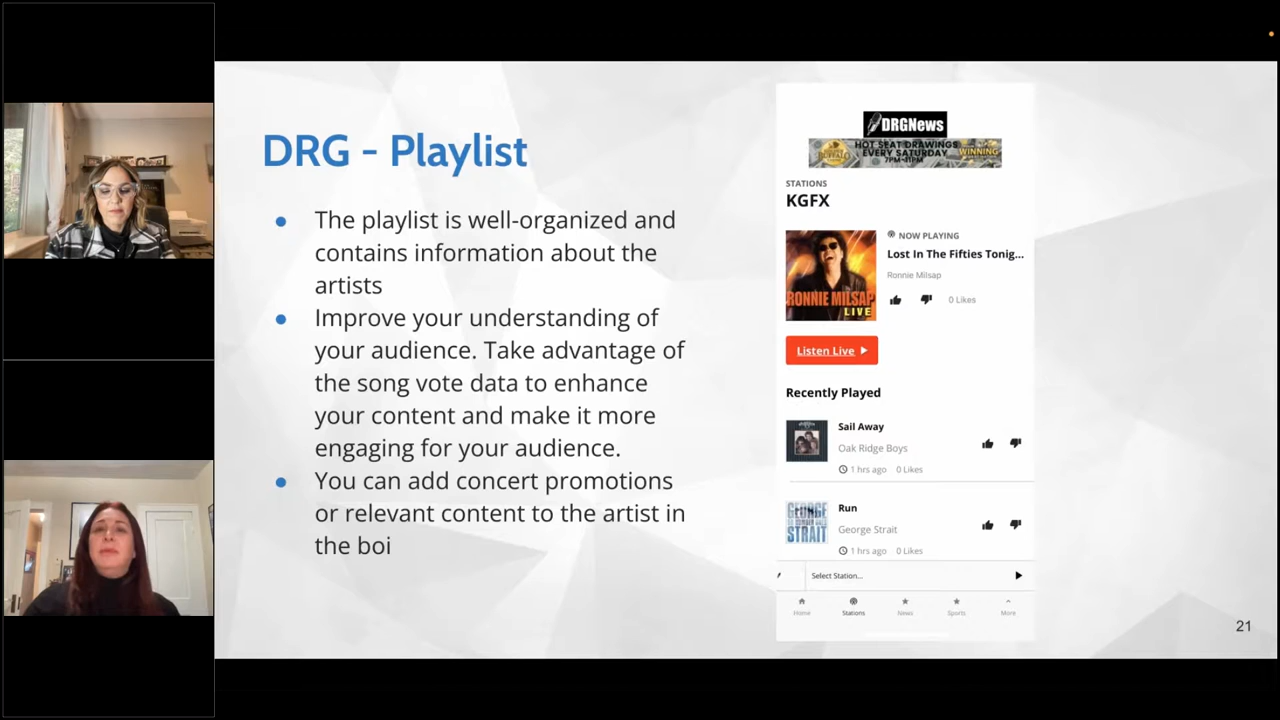 DRG - Playlist
The playlist is well-organized and
contains information about the
artists
Improve your understanding of
your audience. Take advantage of
the song vote data to enhance
your content and make it more
engaging for your audience.
You can add concert promotions
or relevant content to the artist in
the boi
DRGNews
HOT SEAT DRAWINGS
EVERY SATURDAY
7PM-11PM
WINNING
STATIONS
KGFX
NOW PLAYING
Lost In The Fifties Tonig...
Ronnie Milsap
0 Likes
RONNIE MILSAP
LIVE
Listen Live
Recently Played
Sail Away
Oak Ridge Boys
1 hrs ago 0 Likes
GEORGE
STRAIT
Run
George Strait
1 hrs ago 0 Likes
Select Station...
Home Stations News Sports More
21